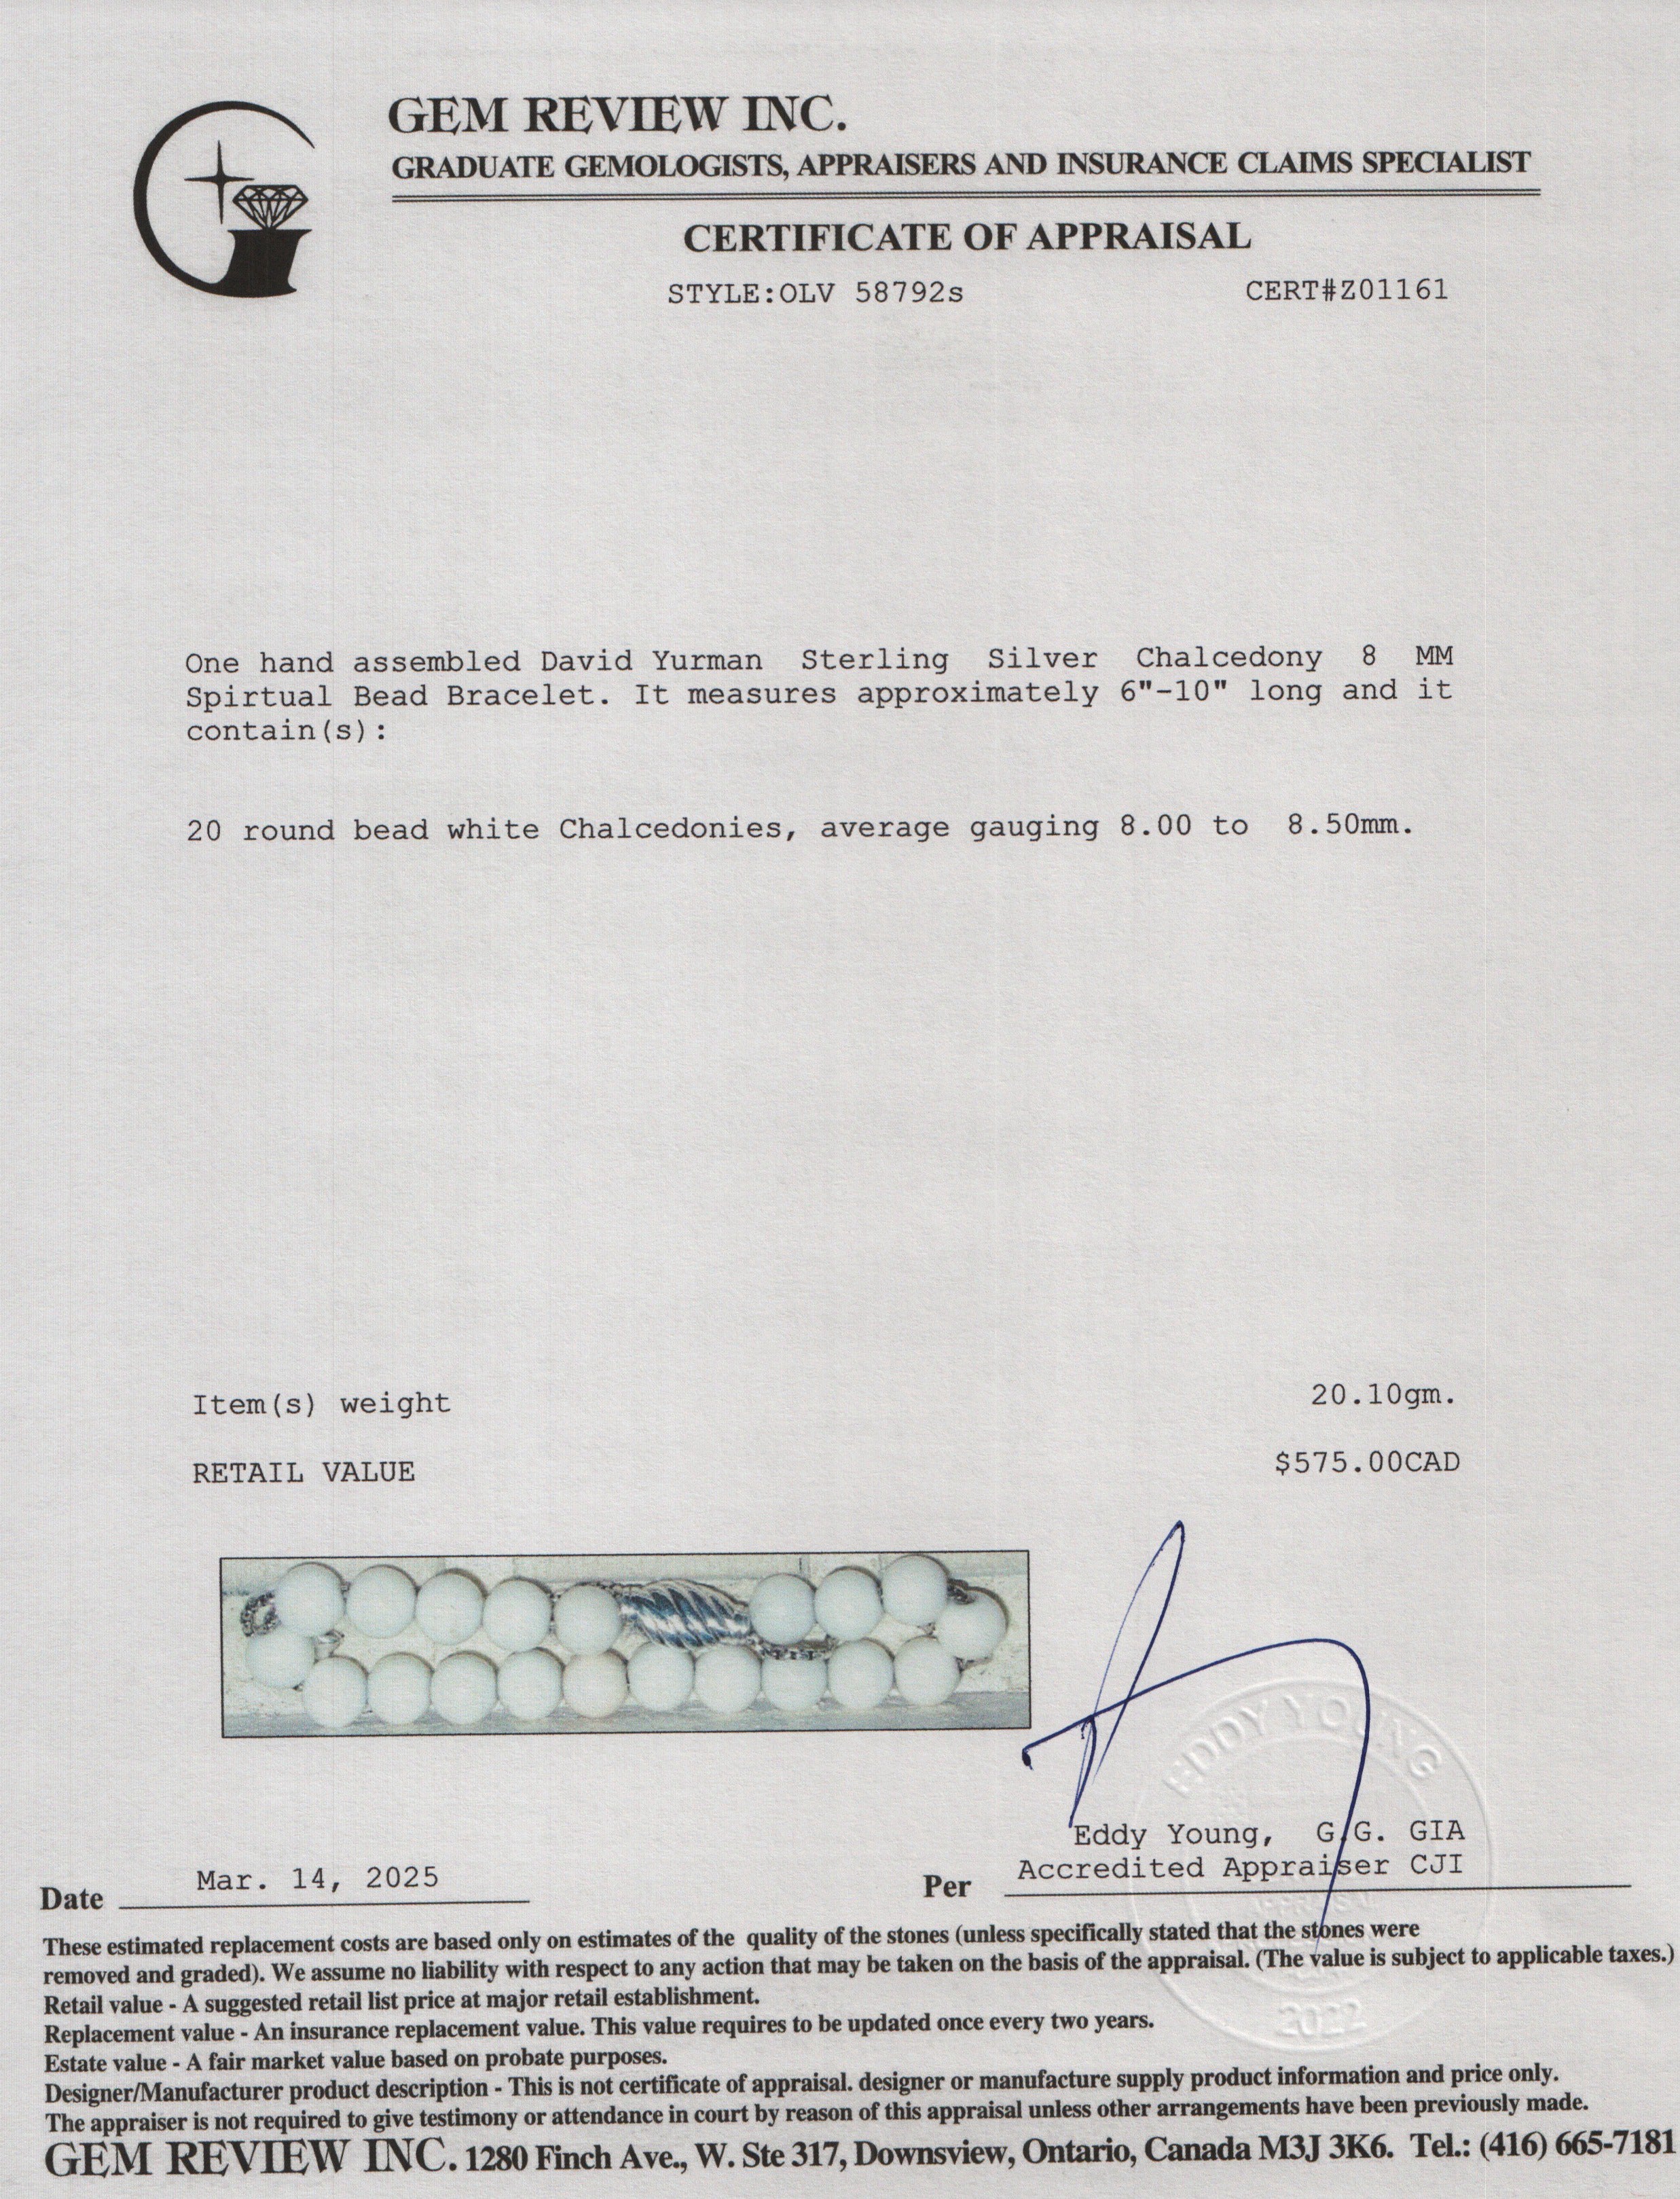 GEM REVIEW INC.
GRADUATE GEMOLOGISTS, APPRAISERS AND INSURANCE CLAIMS SPECIALIST
CERTIFICATE OF APPRAISAL
STYLE:OLV 58792s CERT#Z01161
One hand assembled David Yurman Sterling Silver Chalcedony 8 MM
Spirtual Bead Bracelet. It measures approximately 6"-10" long and it
contain(s):
20 round bead white Chalcedonies, average gauging 8.00 to 8.50mm.
Item(s) weight 20.10gm.
RETAIL VALUE $575.00CAD
EDDY YOUNG
Eddy Young, G.G. GIA
Accredited Appraiser CJI
Date Mar. 14, 2025 Per
These estimated replacement costs are based only on estimates of the quality of the stones (unless specifically stated that the stones were
removed and graded). We assume no liability with respect to any action that may be taken on the basis of the appraisal. (The value is subject to applicable taxes.)
Retail value - A suggested retail list price at major retail establishment.
Replacement value - An insurance replacement value. This value requires to be updated once every two years.
2022
Estate value - A fair market value based on probate purposes.
Designer/Manufacturer product description - This is not certificate of appraisal. designer or manufacture supply product information and price only.
The appraiser is not required to give testimony or attendance in court by reason of this appraisal unless other arrangements have been previously made.
GEM REVIEW INC. 1280 Finch Ave., W. Ste 317, Downsview, Ontario, Canada M3J 3K6. Tel.: (416) 665-7181